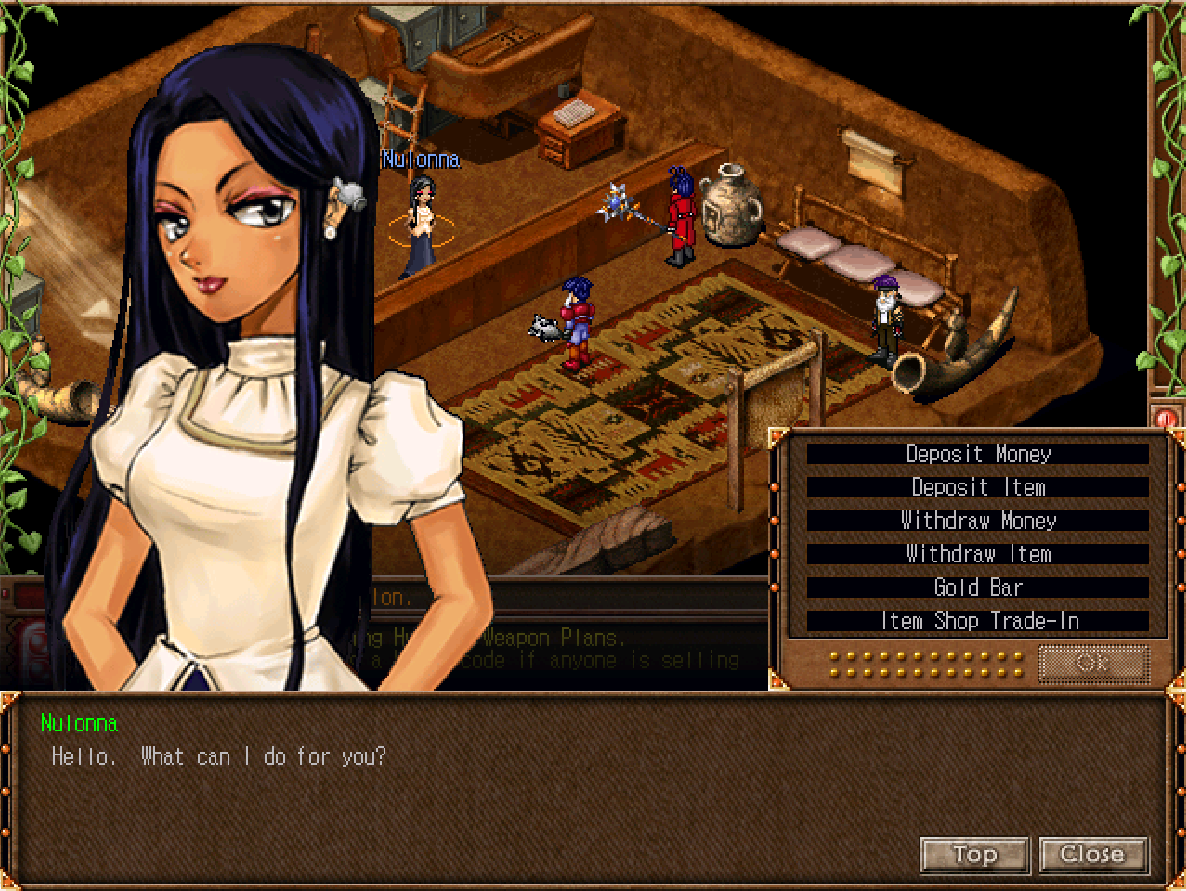 Nulonna
Deposit Money
Deposit Item
Withdraw Money
Withdraw Item
Gold Bar
Item Shop Trade-In
Ok
lon.
Weapon Plans.
code if anyone is selling
Nulonna
Hello. What can I do for you?
Top
Close